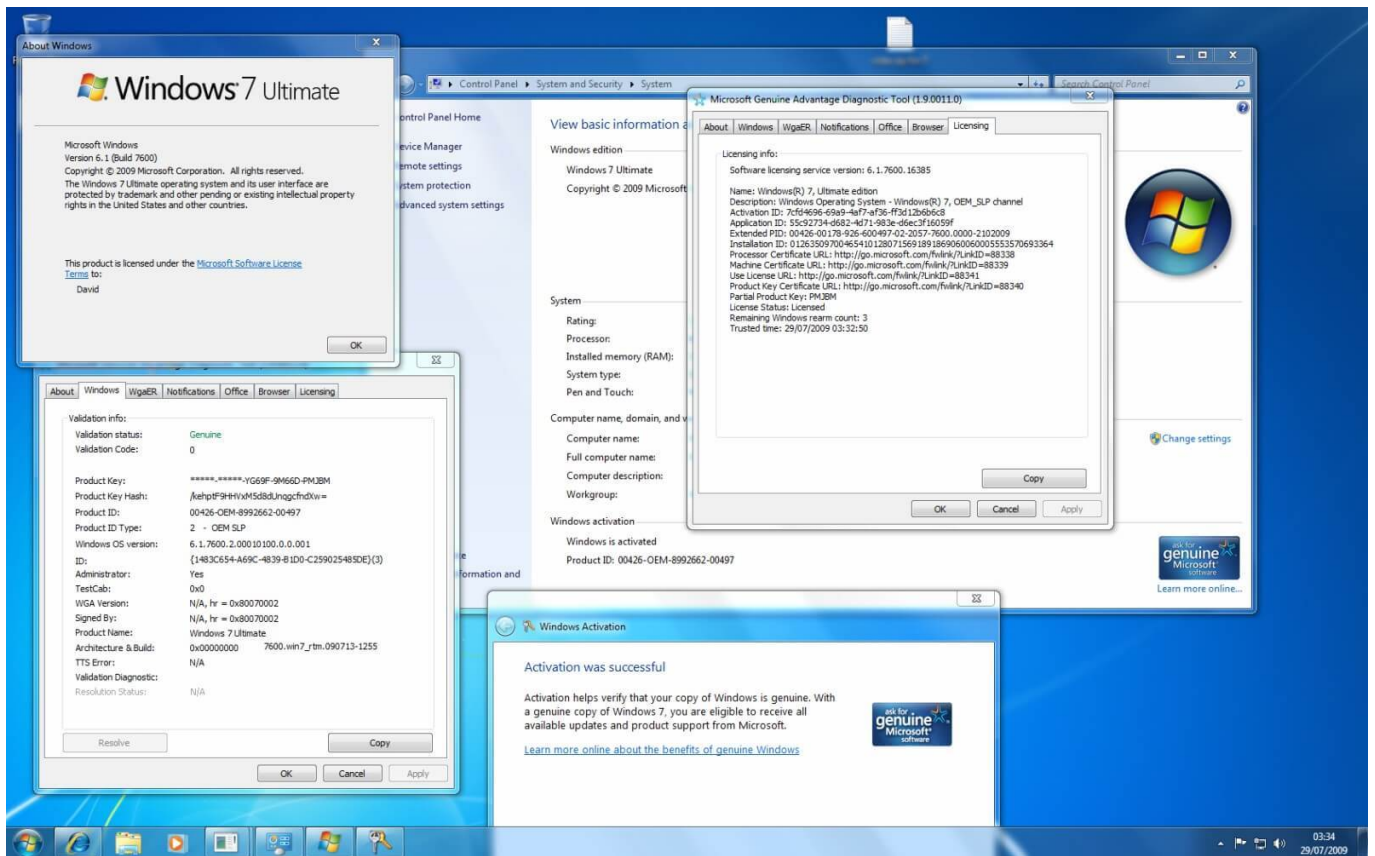 About Windows
Windows 7 Ultimate
Microsoft Windows
Version 6.1 (Build 7600)
Copyright © 2009 Microsoft Corporation. All rights reserved.
The Windows 7 Ultimate operating system and its user interface are
protected by trademark and other pending or existing intellectual property
rights in the United States and other countries.
This product is licensed under the Microsoft Software License
Terms to:
David
OK
Control Panel ▸ System and Security ▸ System
Search Control Panel
ontrol Panel Home
evice Manager
emote settings
ystem protection
dvanced system settings
e
formation and
View basic information a
Windows edition
Windows 7 Ultimate
Copyright © 2009 Microsoft
System
Rating:
Processor:
Installed memory (RAM):
System type:
Pen and Touch:
Computer name, domain, and w
Computer name:
Full computer name:
Computer description:
Workgroup:
Change settings
Windows activation
Windows is activated
Product ID: 00426-OEM-8992662-00497
ask for
genuine
Microsoft
software
Learn more online...
Microsoft Genuine Advantage Diagnostic Tool (1.9.0011.0)
About Windows WgaER Notifications Office Browser Licensing
Licensing info:
Software licensing service version: 6.1.7600.16385
Name: Windows(R) 7, Ultimate edition
Description: Windows Operating System - Windows(R) 7, OEM_SLP channel
Activation ID: 7cfd4696-69a9-4af7-af36-ff3d12b6b6c8
Application ID: 55c92734-d682-4d71-983e-d6ec3f16059f
Extended PID: 00426-00178-926-600497-02-2057-7600.0000-2102009
Installation ID: 012635097004654101280715691891869060060005553570693364
Processor Certificate URL: http://go.microsoft.com/fwlink/?LinkID=88338
Machine Certificate URL: http://go.microsoft.com/fwlink/?LinkID=88339
Use License URL: http://go.microsoft.com/fwlink/?LinkID=88341
Product Key Certificate URL: http://go.microsoft.com/fwlink/?LinkID=88340
Partial Product Key: PMJBM
License Status: Licensed
Remaining Windows rearm count: 3
Trusted time: 29/07/2009 03:32:50
Copy
OK Cancel Apply
About Windows WgaER Notifications Office Browser Licensing
Validation info:
Validation status: Genuine
Validation Code: 0
Product Key: *****-*****-YG69F-9M66D-PMJBM
Product Key Hash: /kehptF9HHVxM5d8dUnqgcfndXw=
Product ID: 00426-OEM-8992662-00497
Product ID Type: 2 - OEM SLP
Windows OS version: 6.1.7600.2.00010100.0.0.001
ID: {1483C654-A69C-4839-B1D0-C259025485DE}(3)
Administrator: Yes
TestCab: 0x0
WGA Version: N/A, hr = 0x80070002
Signed By: N/A, hr = 0x80070002
Product Name: Windows 7 Ultimate
Architecture & Build: 0x00000000 7600.win7_rtm.090713-1255
TTS Error: N/A
Validation Diagnostic:
Resolution Status: N/A
Resolve Copy
OK Cancel Apply
Windows Activation
Activation was successful
Activation helps verify that your copy of Windows is genuine. With
a genuine copy of Windows 7, you are eligible to receive all
available updates and product support from Microsoft.
Learn more online about the benefits of genuine Windows
ask for
genuine
Microsoft
software
03:34
29/07/2009